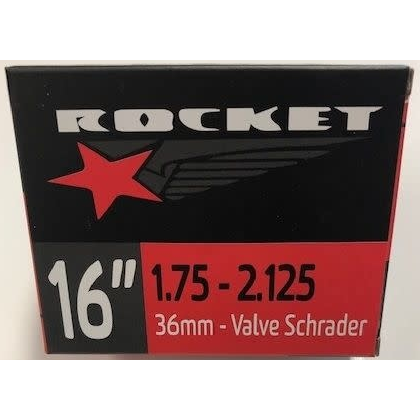 ROCKET
16"
1.75 - 2.125
36mm - Valve Schrader